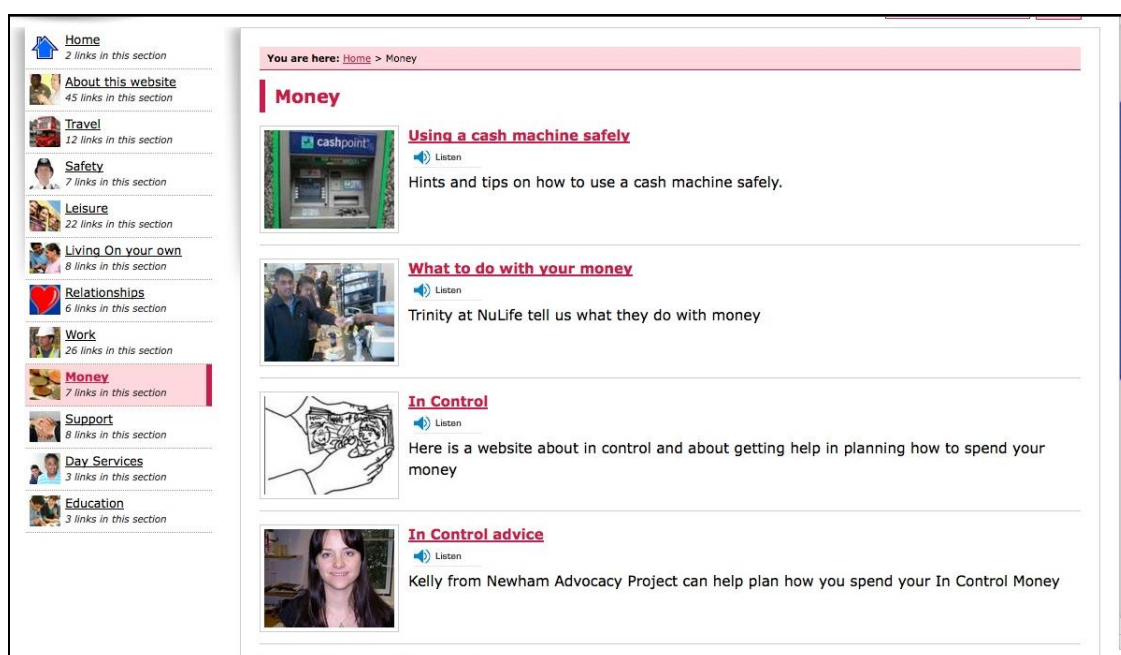 Home
2 links in this section
About this website
45 links in this section
Travel
12 links in this section
Safety
7 links in this section
Leisure
22 links in this section
Living On your own
8 links in this section
Relationships
6 links in this section
Work
26 links in this section
Money
7 links in this section
Support
8 links in this section
Day Services
3 links in this section
Education
3 links in this section
You are here: Home > Money
Money
cashpoint
Using a cash machine safely
Listen
Hints and tips on how to use a cash machine safely.
What to do with your money
Listen
Trinity at NuLife tell us what they do with money
In Control
Listen
Here is a website about in control and about getting help in planning how to spend your
money
In Control advice
Listen
Kelly from Newham Advocacy Project can help plan how you spend your In Control Money